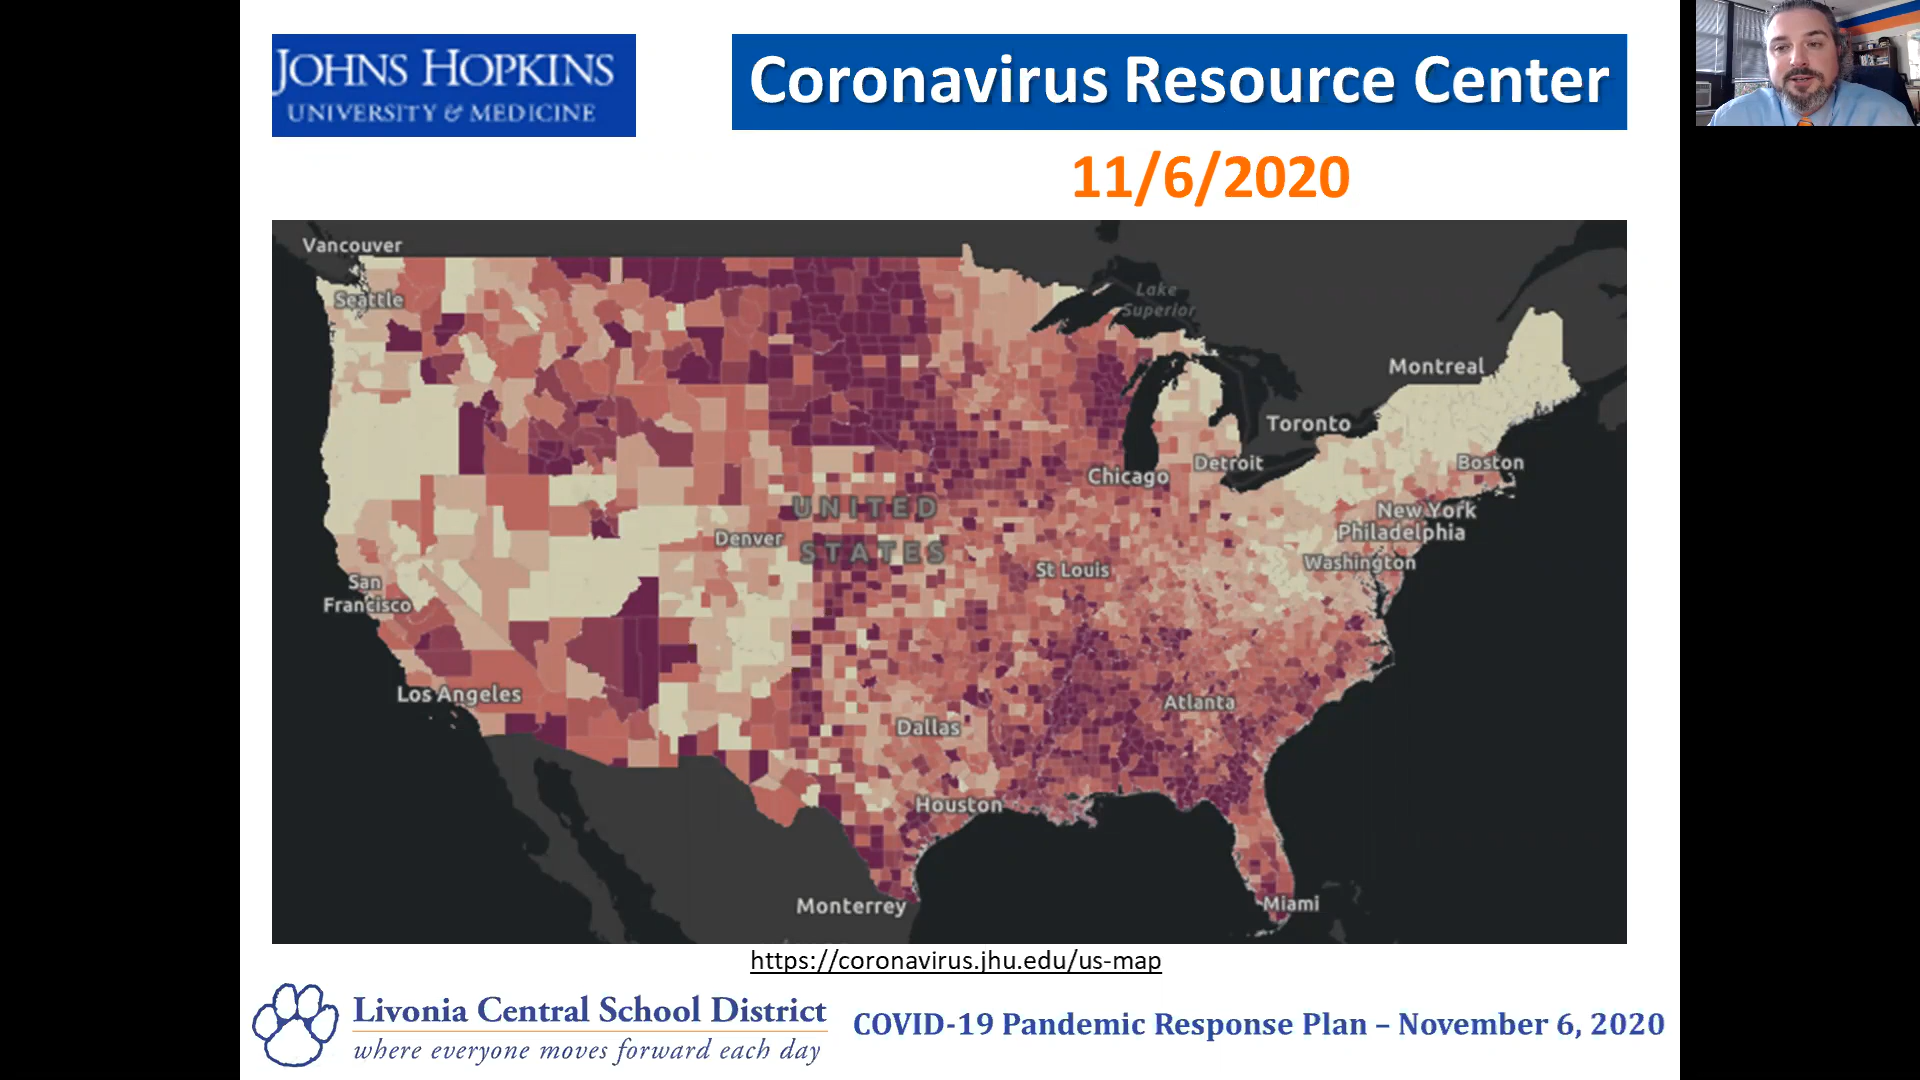 JOHNS HOPKINS
UNIVERSITY & MEDICINE
Coronavirus Resource Center
11/6/2020
Vancouver
Seattle
Lake
Superior
Montreal
Toronto
Boston
Detroit
Chicago
New York
UNITED
Philadelphia
Denver
STATES
Washington
St Louis
San
Francisco
Los Angeles
Atlanta
Dallas
Houston
Miami
Monterrey
https://coronavirus.jhu.edu/us-map
Livonia Central School District
where everyone moves forward each day
COVID-19 Pandemic Response Plan – November 6, 2020